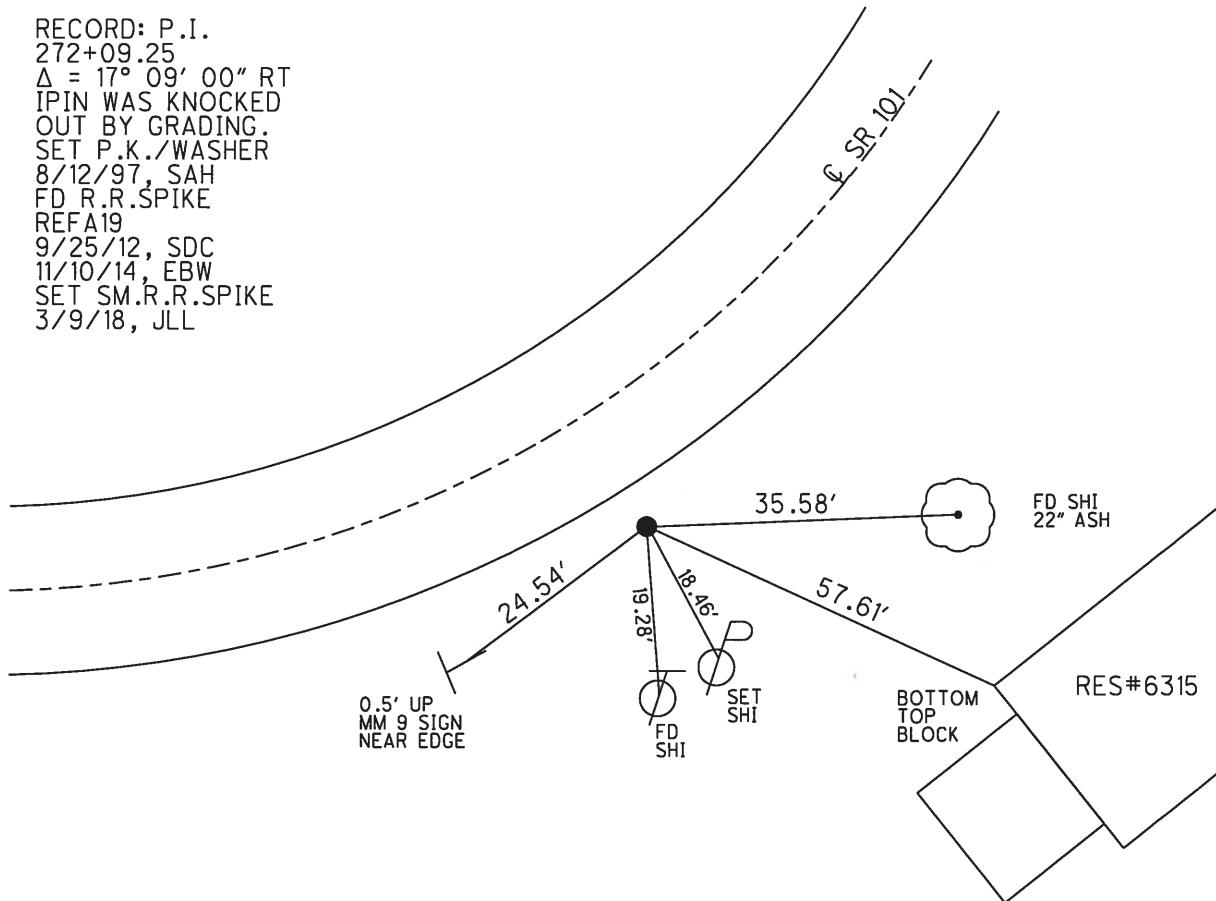 RECORD: P.I.
272+09.25
Δ = 17° 09' 00" RT
IPIN WAS KNOCKED
OUT BY GRADING.
SET P.K./WASHER
8/12/97, SAH
FD R.R.SPIKE
REFA19
9/25/12, SDC
11/10/14, EBW
SET SM.R.R.SPIKE
3/9/18, JLL
℄ SR 101
35.58'
FD SHI
22" ASH
24.54'
19.28'
18.46'
57.61'
0.5' UP
MM 9 SIGN
NEAR EDGE
FD
SHI
SET
SHI
BOTTOM
TOP
BLOCK
RES#6315